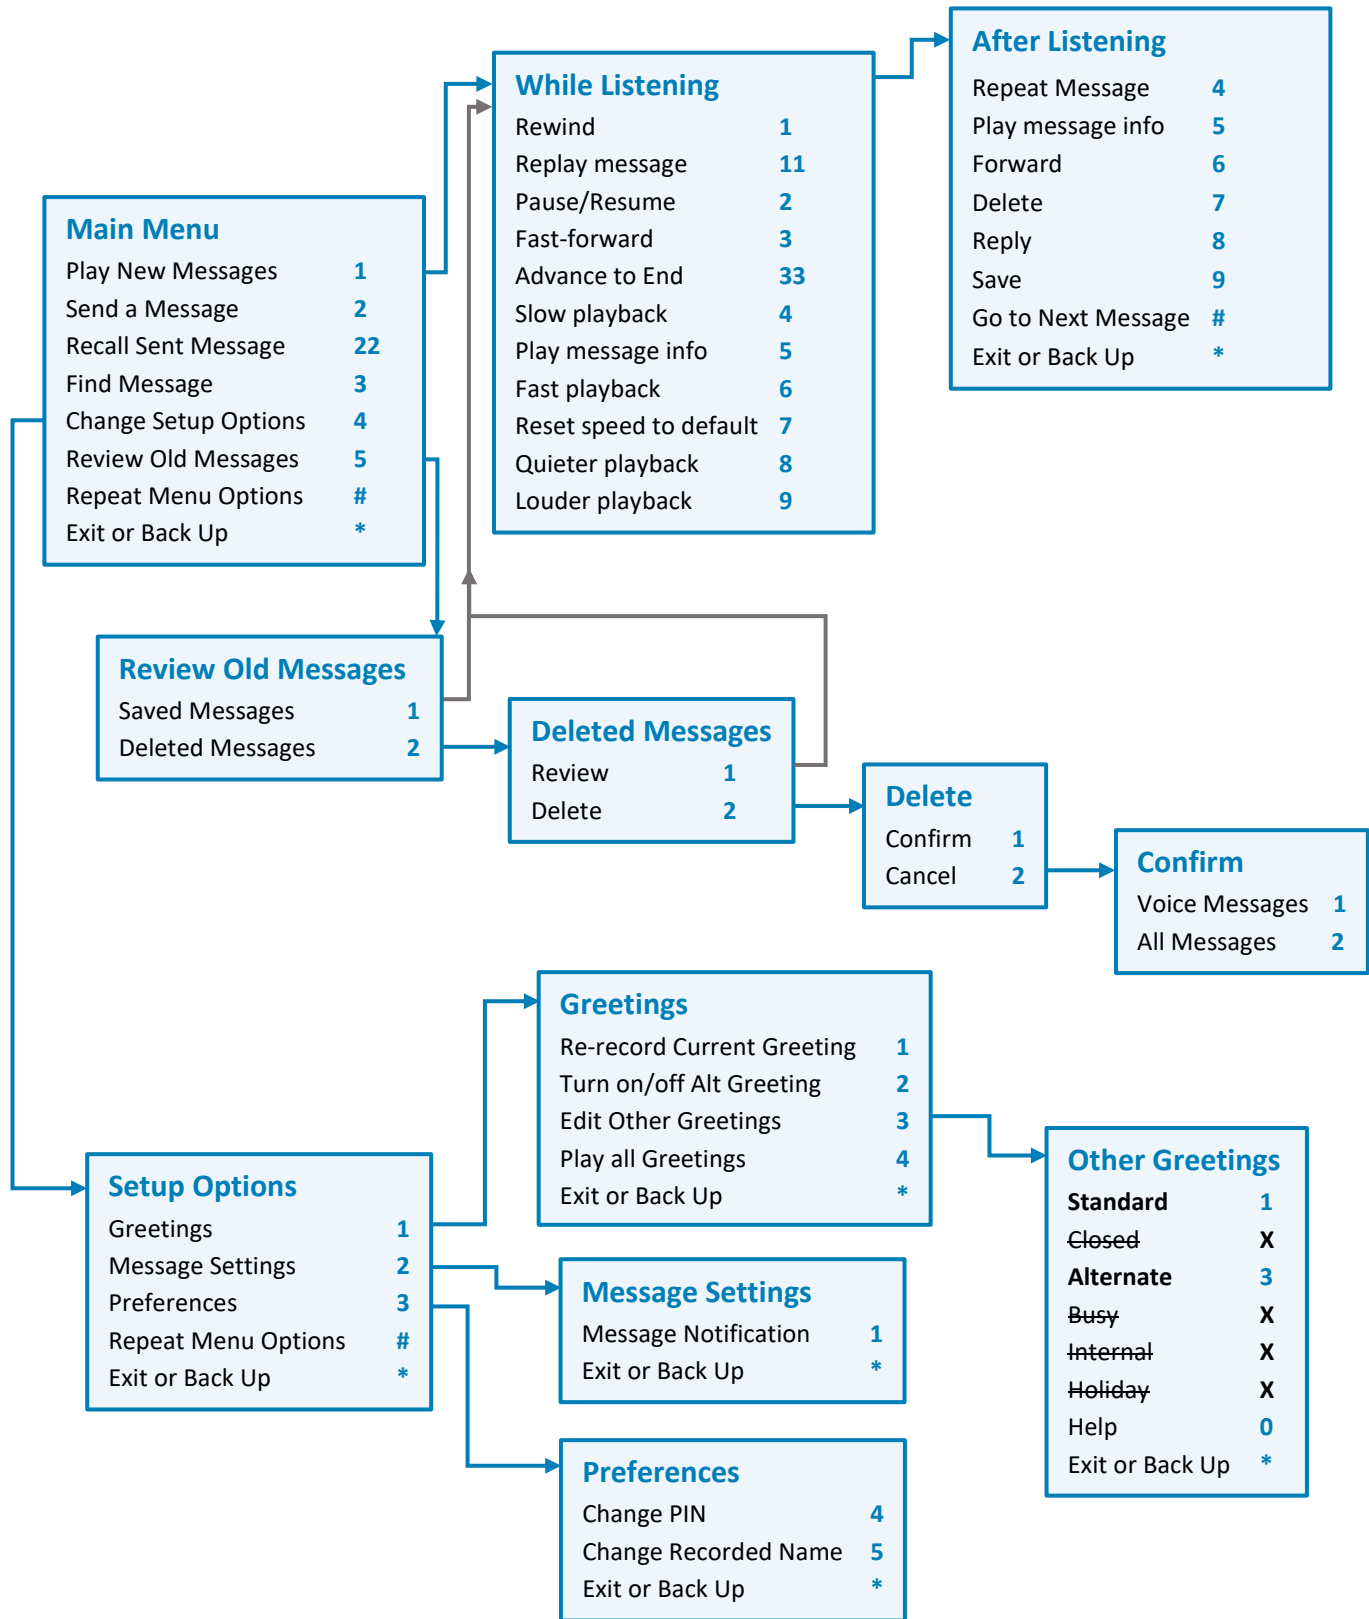 After Listening
Repeat Message 4
Play message info 5
Forward 6
Delete 7
Reply 8
Save 9
Go to Next Message #
Exit or Back Up *
While Listening
Rewind 1
Replay message 11
Pause/Resume 2
Fast-forward 3
Advance to End 33
Slow playback 4
Play message info 5
Fast playback 6
Reset speed to default 7
Quieter playback 8
Louder playback 9
Main Menu
Play New Messages 1
Send a Message 2
Recall Sent Message 22
Find Message 3
Change Setup Options 4
Review Old Messages 5
Repeat Menu Options #
Exit or Back Up *
Review Old Messages
Saved Messages 1
Deleted Messages 2
Deleted Messages
Review 1
Delete 2
Delete
Confirm 1
Cancel 2
Confirm
Voice Messages 1
All Messages 2
Greetings
Re-record Current Greeting 1
Turn on/off Alt Greeting 2
Edit Other Greetings 3
Play all Greetings 4
Exit or Back Up *
Other Greetings
Standard 1
Closed X
Alternate 3
Busy X
Internal X
Holiday X
Help 0
Exit or Back Up *
Setup Options
Greetings 1
Message Settings 2
Preferences 3
Repeat Menu Options #
Exit or Back Up *
Message Settings
Message Notification 1
Exit or Back Up *
Preferences
Change PIN 4
Change Recorded Name 5
Exit or Back Up *